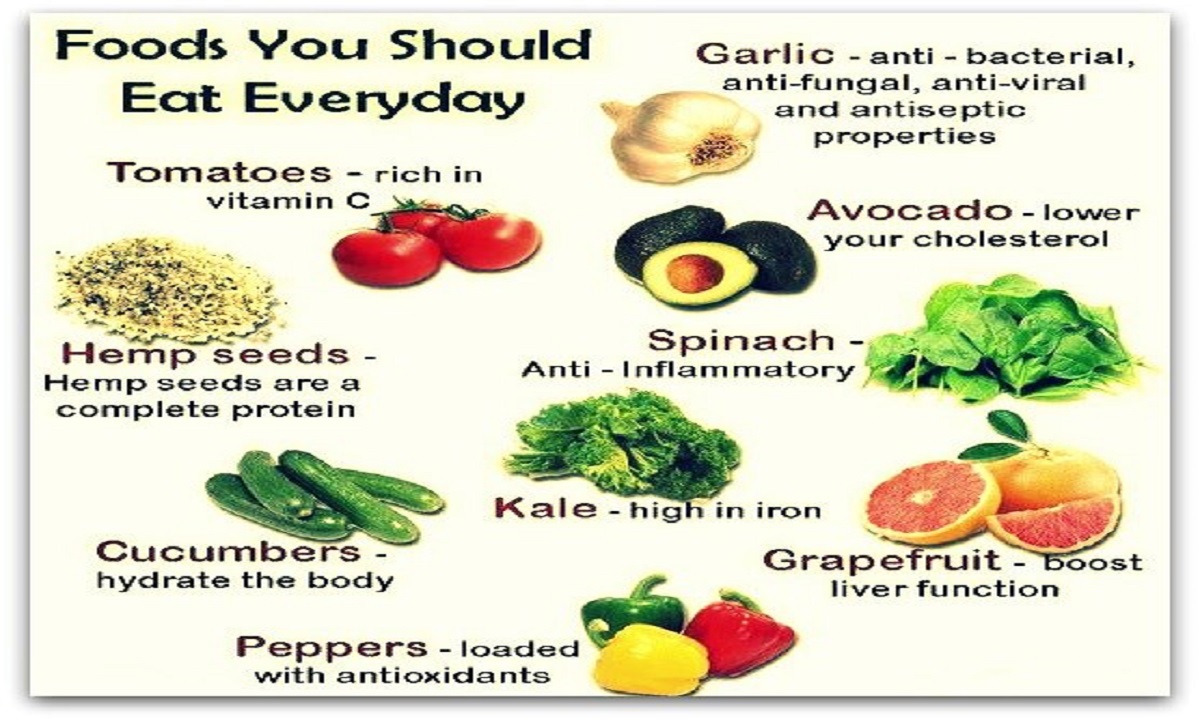 Foods You Should
Eat Everyday
Garlic - anti - bacterial,
anti-fungal, anti-viral
and antiseptic
properties
Tomatoes - rich in
vitamin C
Avocado - lower
your cholesterol
Hemp seeds -
Hemp seeds are a
complete protein
Spinach -
Anti - Inflammatory
Kale - high in iron
Cucumbers -
hydrate the body
Grapefruit - boost
liver function
Peppers - loaded
with antioxidants